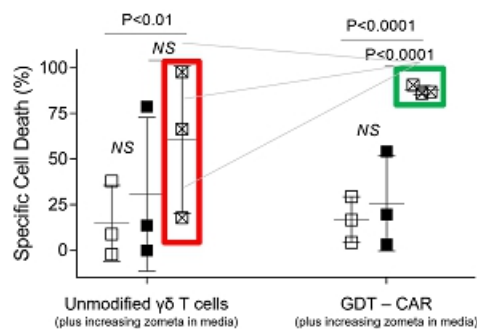 P<0.01
NS
P<0.0001
P<0.0001
100
75
50
25
0
Specific Cell Death (%)
NS
NS
Unmodified γδ T cells
(plus increasing zometa in media)
GDT – CAR
(plus increasing zometa in media)